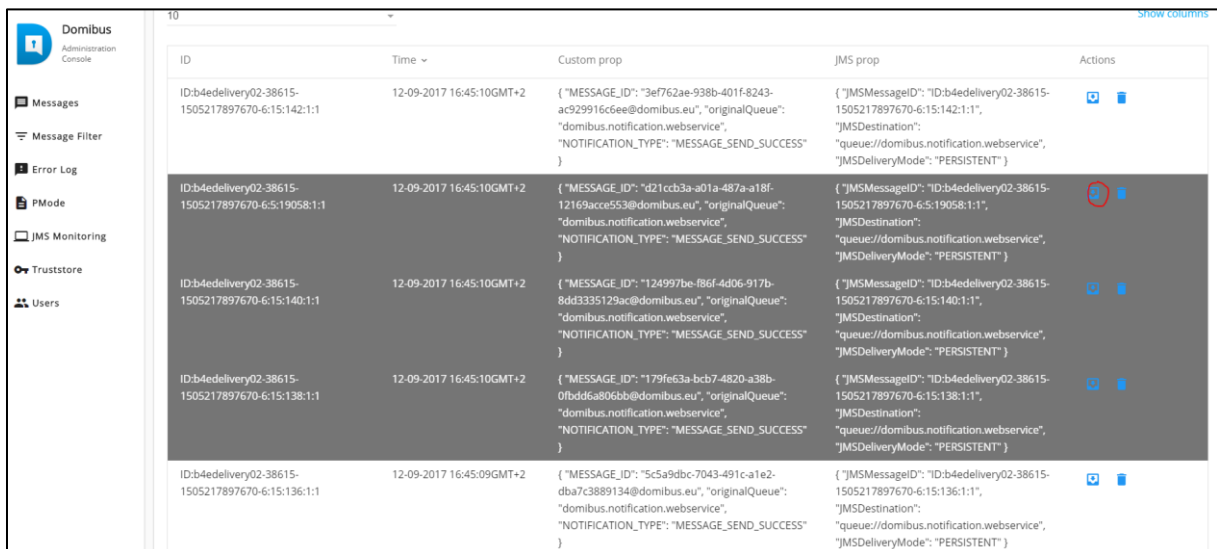 Domibus
Administration
Console
Messages
Message Filter
Error Log
PMode
JMS Monitoring
Truststore
Users
10
Show columns
ID
Time
Custom prop
JMS prop
Actions
ID:b4edelivery02-38615-
1505217897670-6:15:142:1:1
12-09-2017 16:45:10GMT+2
{ "MESSAGE_ID": "3ef762ae-938b-401f-8243-
ac929916c6ee@domibus.eu", "originalQueue":
"domibus.notification.webservice",
"NOTIFICATION_TYPE": "MESSAGE_SEND_SUCCESS"
}
{ "JMSMessageID": "ID:b4edelivery02-38615-
1505217897670-6:15:142:1:1",
"JMSDestination":
"queue://domibus.notification.webservice",
"JMSDeliveryMode": "PERSISTENT" }
ID:b4edelivery02-38615-
1505217897670-6:5:19058:1:1
12-09-2017 16:45:10GMT+2
{ "MESSAGE_ID": "d21ccb3a-a01a-487a-a18f-
12169acce553@domibus.eu", "originalQueue":
"domibus.notification.webservice",
"NOTIFICATION_TYPE": "MESSAGE_SEND_SUCCESS"
}
{ "JMSMessageID": "ID:b4edelivery02-38615-
1505217897670-6:5:19058:1:1",
"JMSDestination":
"queue://domibus.notification.webservice",
"JMSDeliveryMode": "PERSISTENT" }
ID:b4edelivery02-38615-
1505217897670-6:15:140:1:1
12-09-2017 16:45:10GMT+2
{ "MESSAGE_ID": "124997be-f86f-4d06-917b-
8dd3335129ac@domibus.eu", "originalQueue":
"domibus.notification.webservice",
"NOTIFICATION_TYPE": "MESSAGE_SEND_SUCCESS"
}
{ "JMSMessageID": "ID:b4edelivery02-38615-
1505217897670-6:15:140:1:1",
"JMSDestination":
"queue://domibus.notification.webservice",
"JMSDeliveryMode": "PERSISTENT" }
ID:b4edelivery02-38615-
1505217897670-6:15:138:1:1
12-09-2017 16:45:10GMT+2
{ "MESSAGE_ID": "179fe63a-bcb7-4820-a38b-
0fbdd6a806bb@domibus.eu", "originalQueue":
"domibus.notification.webservice",
"NOTIFICATION_TYPE": "MESSAGE_SEND_SUCCESS"
}
{ "JMSMessageID": "ID:b4edelivery02-38615-
1505217897670-6:15:138:1:1",
"JMSDestination":
"queue://domibus.notification.webservice",
"JMSDeliveryMode": "PERSISTENT" }
ID:b4edelivery02-38615-
1505217897670-6:15:136:1:1
12-09-2017 16:45:09GMT+2
{ "MESSAGE_ID": "5c5a9dbc-7043-491c-a1e2-
dba7c3889134@domibus.eu", "originalQueue":
"domibus.notification.webservice",
"NOTIFICATION_TYPE": "MESSAGE_SEND_SUCCESS"
}
{ "JMSMessageID": "ID:b4edelivery02-38615-
1505217897670-6:15:136:1:1",
"JMSDestination":
"queue://domibus.notification.webservice",
"JMSDeliveryMode": "PERSISTENT" }